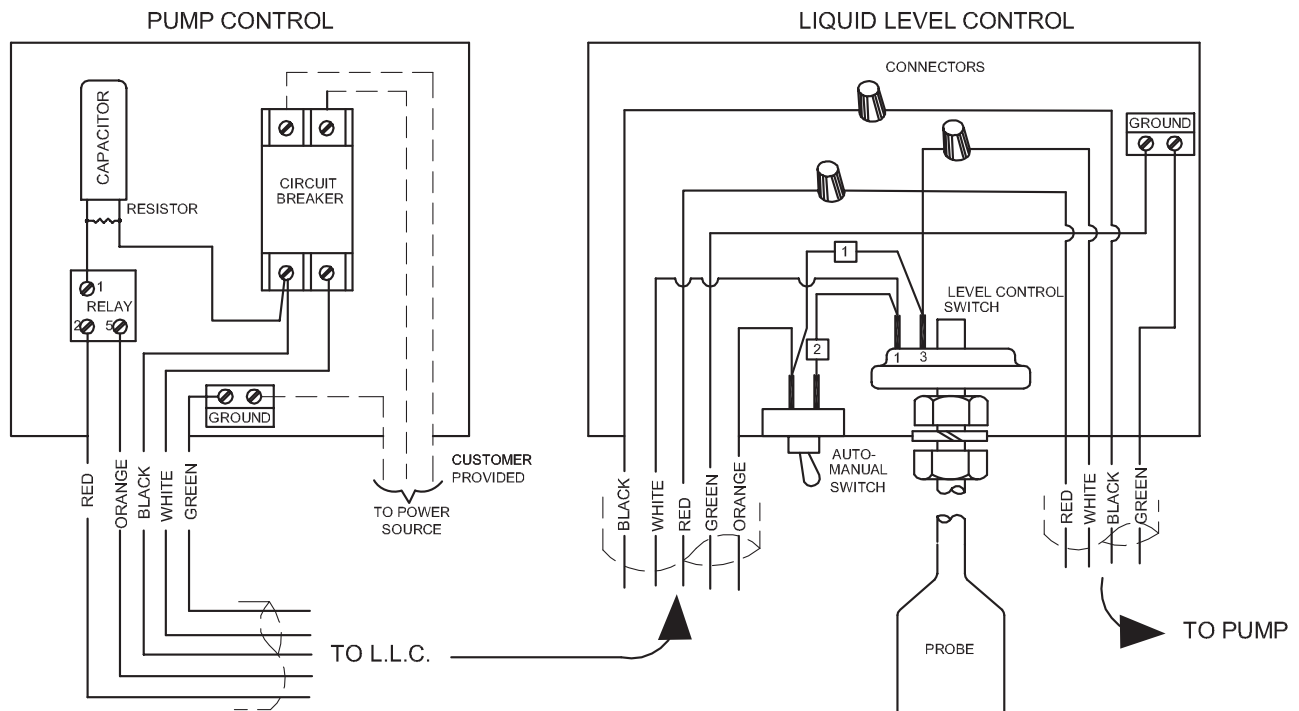 PUMP CONTROL
CAPACITOR
RESISTOR
CIRCUIT
BREAKER
1
RELAY
2 5
GROUND
RED
ORANGE
BLACK
WHITE
GREEN
CUSTOMER
PROVIDED
TO POWER
SOURCE
TO L.L.C.
LIQUID LEVEL CONTROL
CONNECTORS
GROUND
1
2
LEVEL CONTROL
SWITCH
1 3
AUTO-
MANUAL
SWITCH
BLACK
WHITE
RED
GREEN
ORANGE
RED
WHITE
BLACK
GREEN
PROBE
TO PUMP